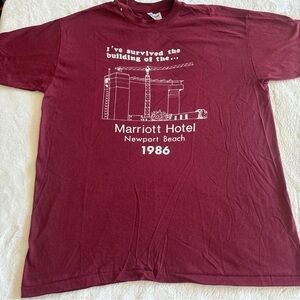 I've survived the
building of the...
Marriott Hotel
Newport Beach
1986